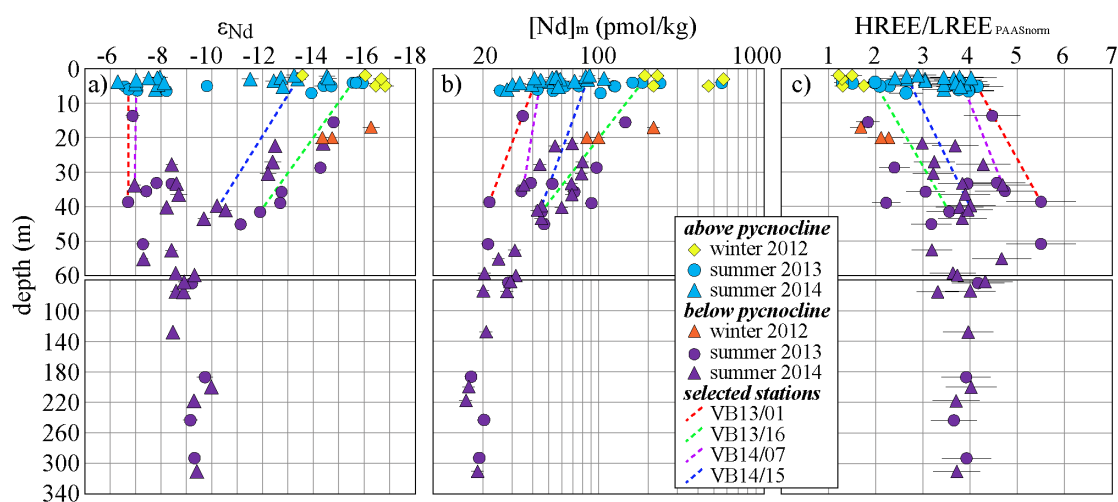 εNd
[Nd]m (pmol/kg)
HREE/LREE PAASnorm
-6 -8 -10 -12 -14 -16 -18
20 100 600 1000
1 2 3 4 5 6 7
a)
b)
c)
depth (m)
0
5
10
20
30
40
50
60
100
140
180
220
260
300
340
above pycnocline
winter 2012
summer 2013
summer 2014
below pycnocline
winter 2012
summer 2013
summer 2014
selected stations
VB13/01
VB13/16
VB14/07
VB14/15